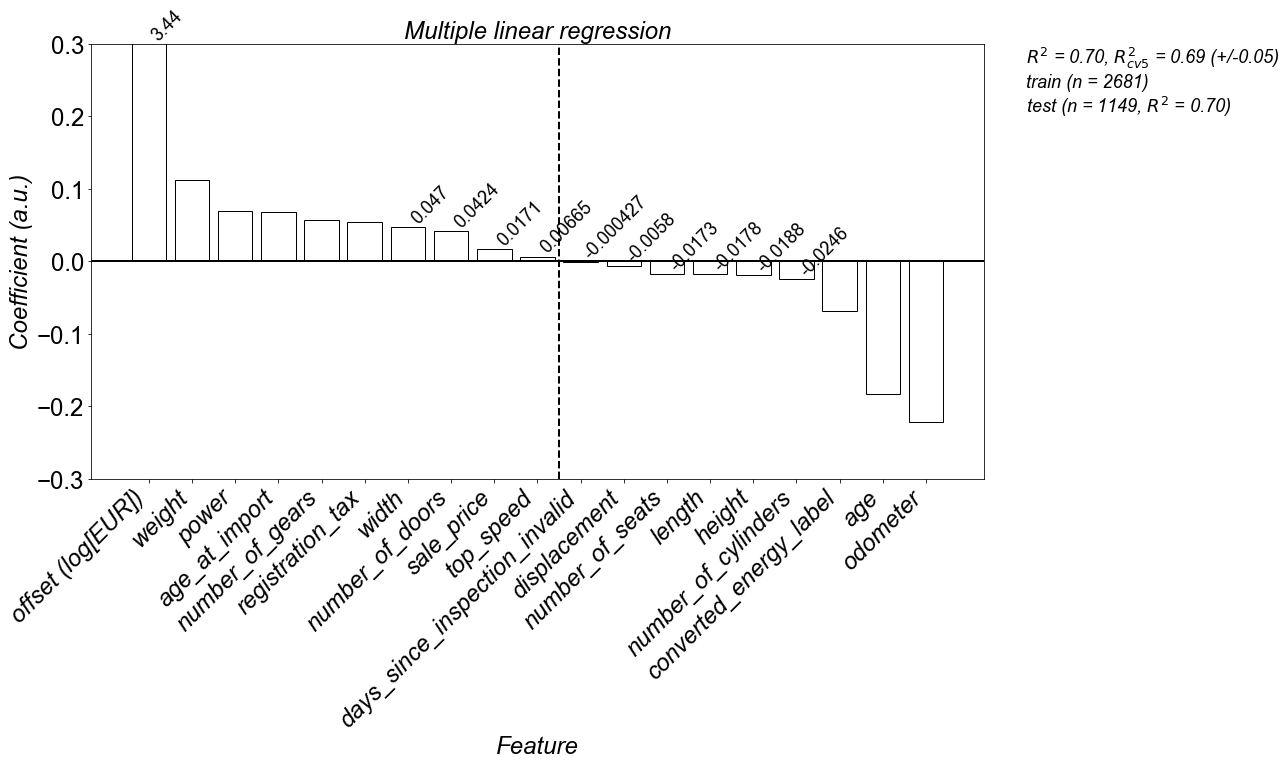 Multiple linear regression
R² = 0.70, R²cv5 = 0.69 (+/-0.05)
train (n = 2681)
test (n = 1149, R² = 0.70)
Coefficient (a.u.)
0.3
0.2
0.1
0.0
−0.1
−0.2
−0.3
3.44
0.047
0.0424
0.0171
0.00665
-0.000427
-0.0058
-0.0173
-0.0178
-0.0188
-0.0246
offset (log[EUR])
weight
power
age_at_import
number_of_gears
registration_tax
width
number_of_doors
sale_price
top_speed
days_since_inspection_invalid
displacement
number_of_seats
length
height
number_of_cylinders
converted_energy_label
age
odometer
Feature